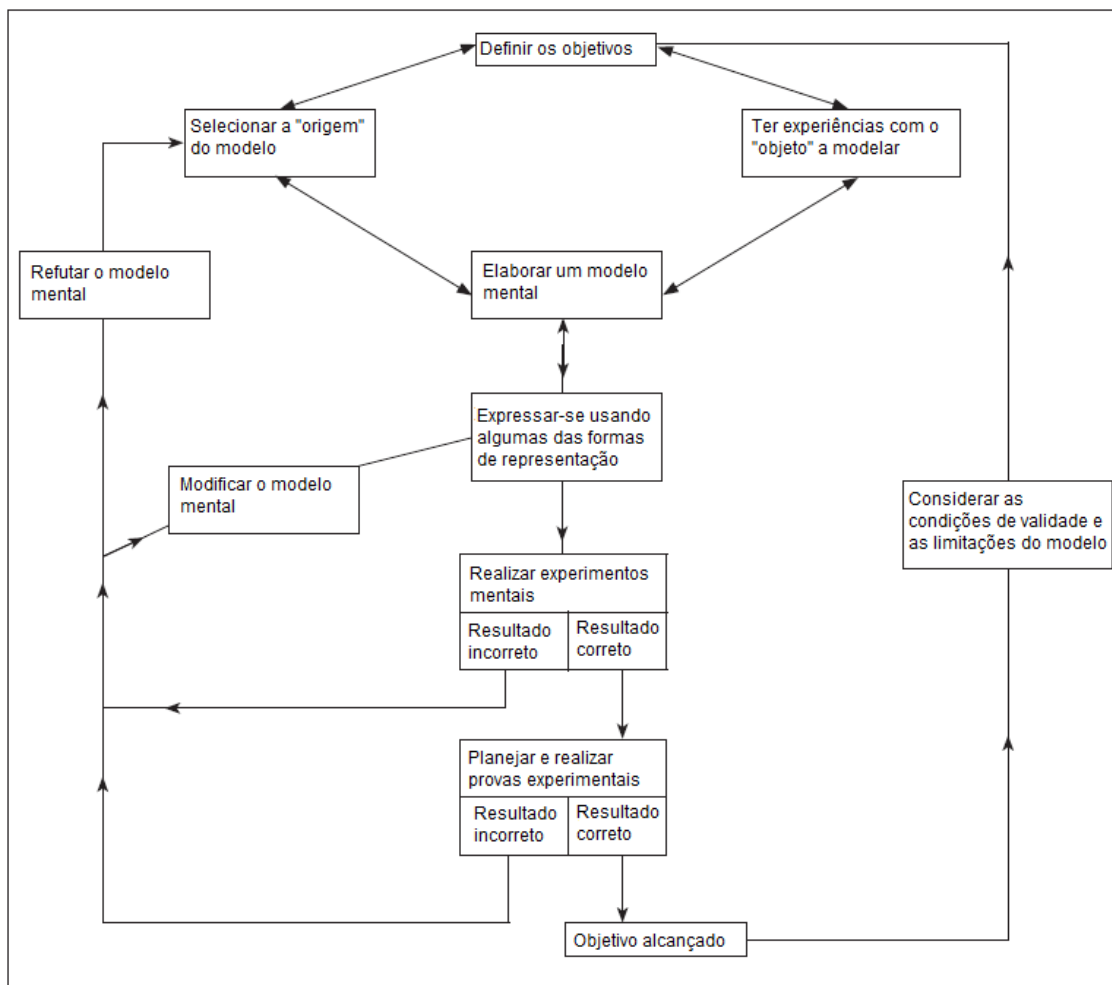 Definir os objetivos
Selecionar a "origem"
do modelo
Ter experiências com o
"objeto" a modelar
Refutar o modelo
mental
Elaborar um modelo
mental
Expressar-se usando
algumas das formas
de representação
Modificar o modelo
mental
Considerar as
condições de validade e
as limitações do modelo
Realizar experimentos
mentais
Resultado
incorreto
Resultado
correto
Planejar e realizar
provas experimentais
Resultado
incorreto
Resultado
correto
Objetivo alcançado